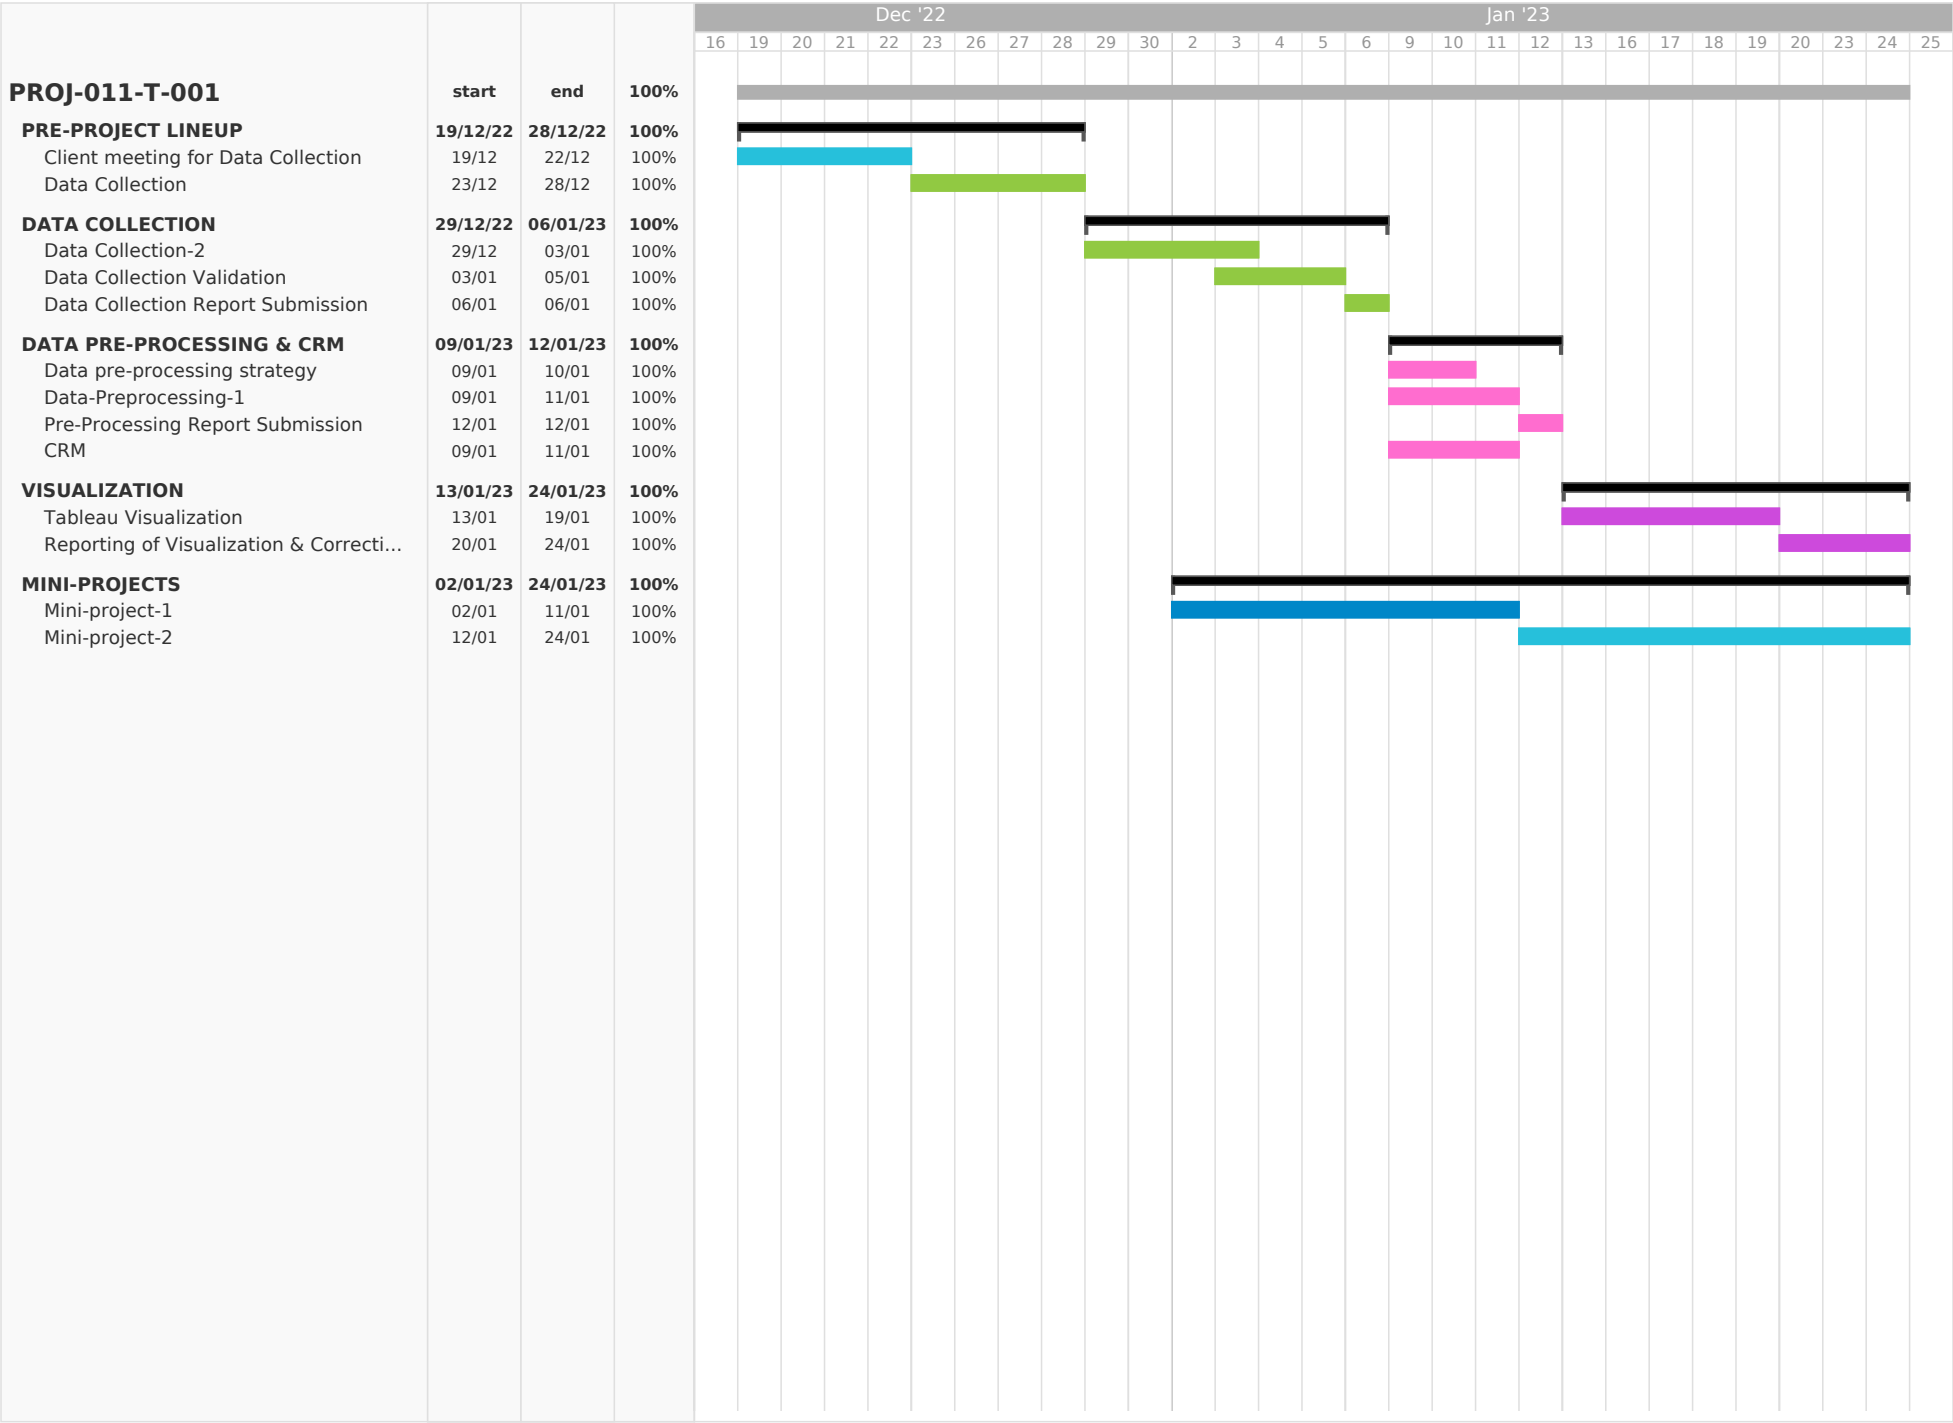 Dec '22 Jan '23
16 19 20 21 22 23 26 27 28 29 30 2 3 4 5 6 9 10 11 12 13 16 17 18 19 20 23 24 25
PROJ-011-T-001 start end 100%
PRE-PROJECT LINEUP 19/12/22 28/12/22 100%
Client meeting for Data Collection 19/12 22/12 100%
Data Collection 23/12 28/12 100%
DATA COLLECTION 29/12/22 06/01/23 100%
Data Collection-2 29/12 03/01 100%
Data Collection Validation 03/01 05/01 100%
Data Collection Report Submission 06/01 06/01 100%
DATA PRE-PROCESSING & CRM 09/01/23 12/01/23 100%
Data pre-processing strategy 09/01 10/01 100%
Data-Preprocessing-1 09/01 11/01 100%
Pre-Processing Report Submission 12/01 12/01 100%
CRM 09/01 11/01 100%
VISUALIZATION 13/01/23 24/01/23 100%
Tableau Visualization 13/01 19/01 100%
Reporting of Visualization & Correcti... 20/01 24/01 100%
MINI-PROJECTS 02/01/23 24/01/23 100%
Mini-project-1 02/01 11/01 100%
Mini-project-2 12/01 24/01 100%